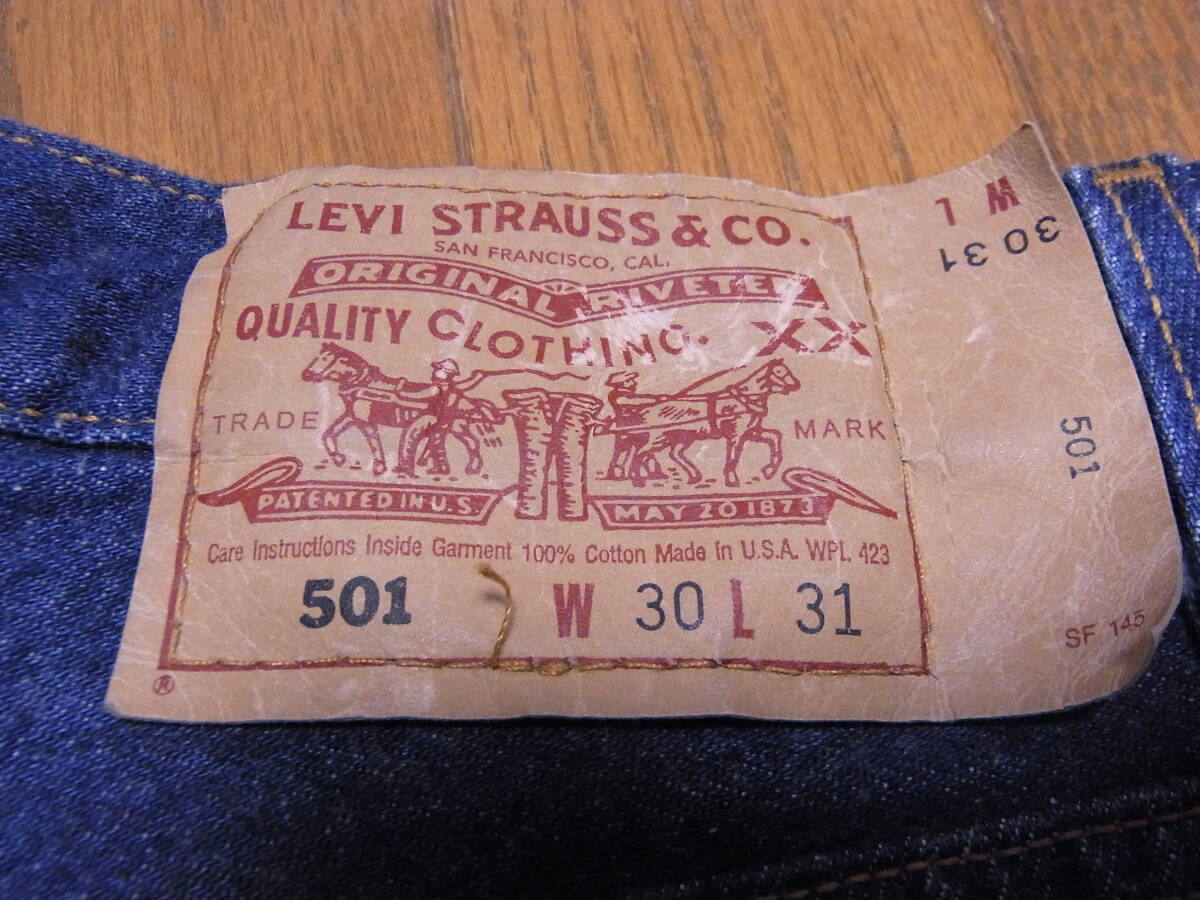 LEVI STRAUSS & CO.
SAN FRANCISCO, CAL.
ORIGINAL RIVETED
QUALITY CLOTHING. XX
TRADE MARK
PATENTED IN U.S.
MAY 20 1873
Care Instructions Inside Garment 100% Cotton Made in U.S.A. WPL 423
501 W 30 L 31
®
W L
30 31
501
SF 145